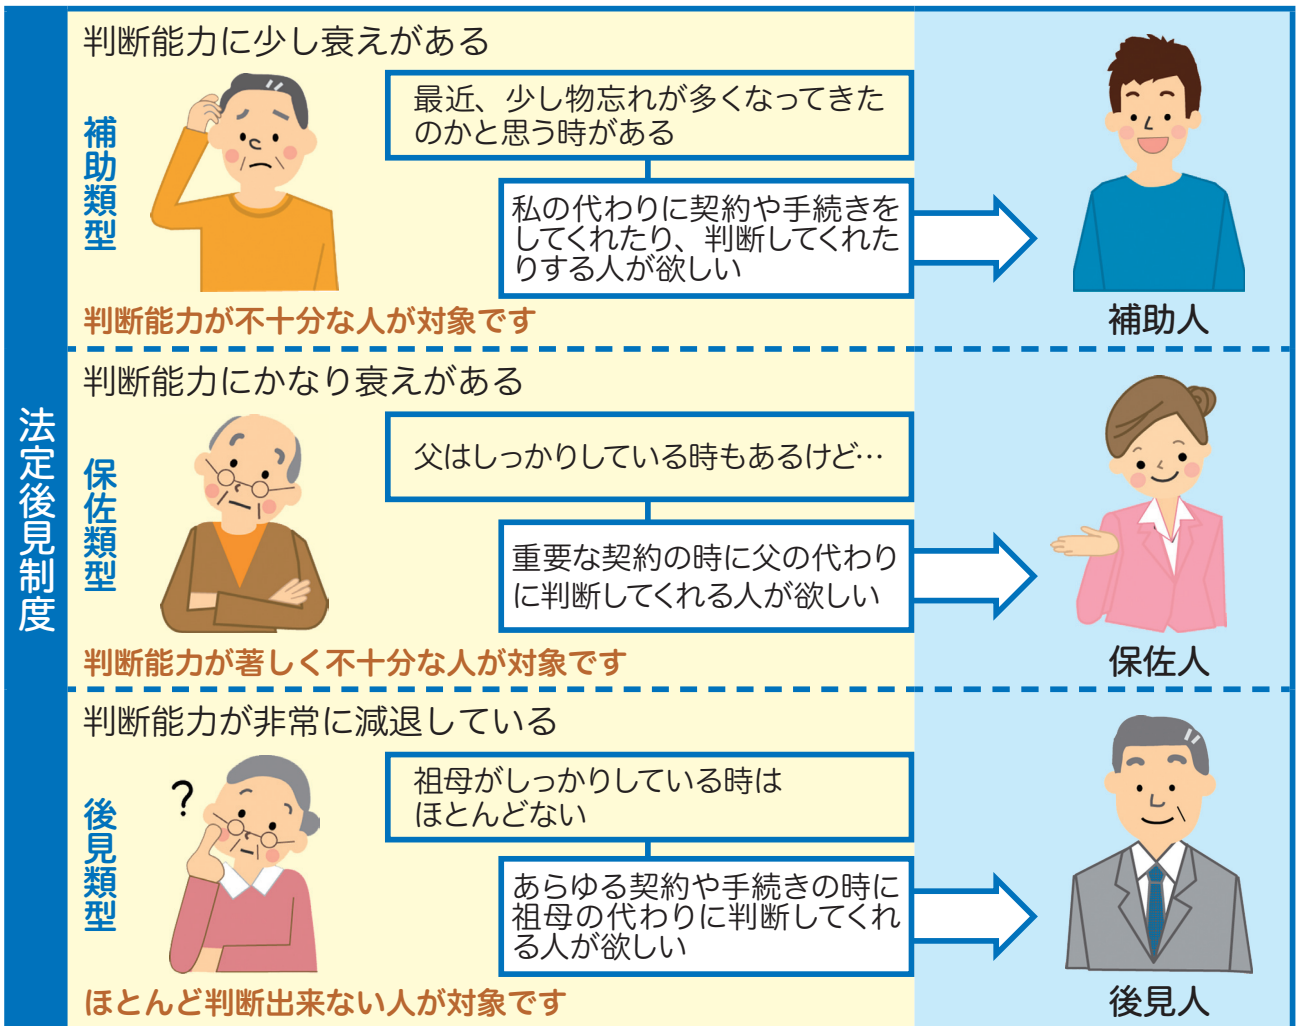 法定後見制度
判断能力に少し衰えがある
補助類型
最近、少し物忘れが多くなってきた
のかと思う時がある
私の代わりに契約や手続きを
してくれたり、判断してくれた
りする人が欲しい
判断能力が不十分な人が対象です
補助人
判断能力にかなり衰えがある
保佐類型
父はしっかりしている時もあるけど…
重要な契約の時に父の代わり
に判断してくれる人が欲しい
判断能力が著しく不十分な人が対象です
保佐人
判断能力が非常に減退している
後見類型
?
祖母がしっかりしている時は
ほとんどない
あらゆる契約や手続きの時に
祖母の代わりに判断してくれ
る人が欲しい
ほとんど判断出来ない人が対象です
後見人